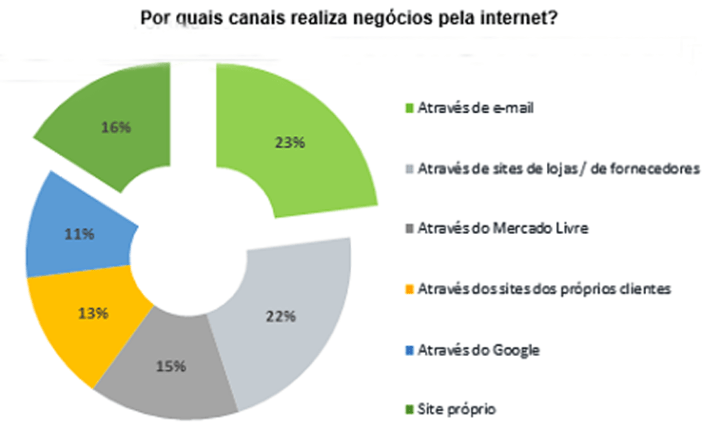 Por quais canais realiza negócios pela internet?
16%
23%
11%
13%
15%
22%
Através de e-mail
Através de sites de lojas / de fornecedores
Através do Mercado Livre
Através dos sites dos próprios clientes
Através do Google
Site próprio